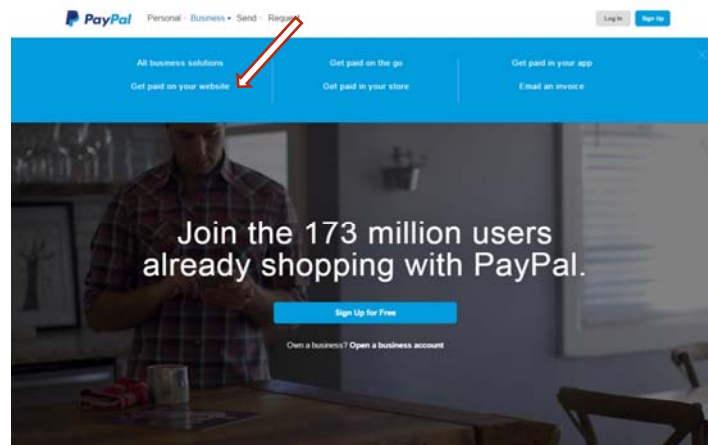 PayPal Personal Business Send Request Log In Sign Up
All business solutions Get paid on the go Get paid in your app
Get paid on your website Get paid in your store Email an invoice
Join the 173 million users
already shopping with PayPal.
Sign Up for Free
Own a business? Open a business account